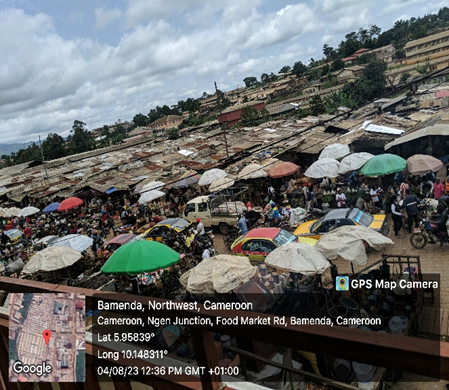 GPS Map Camera
Bamenda, Northwest, Cameroon
Cameroon, Ngen Junction, Food Market Rd, Bamenda, Cameroon
Lat 5.95839°
Long 10.148311°
04/08/23 12:36 PM GMT +01:00
Google